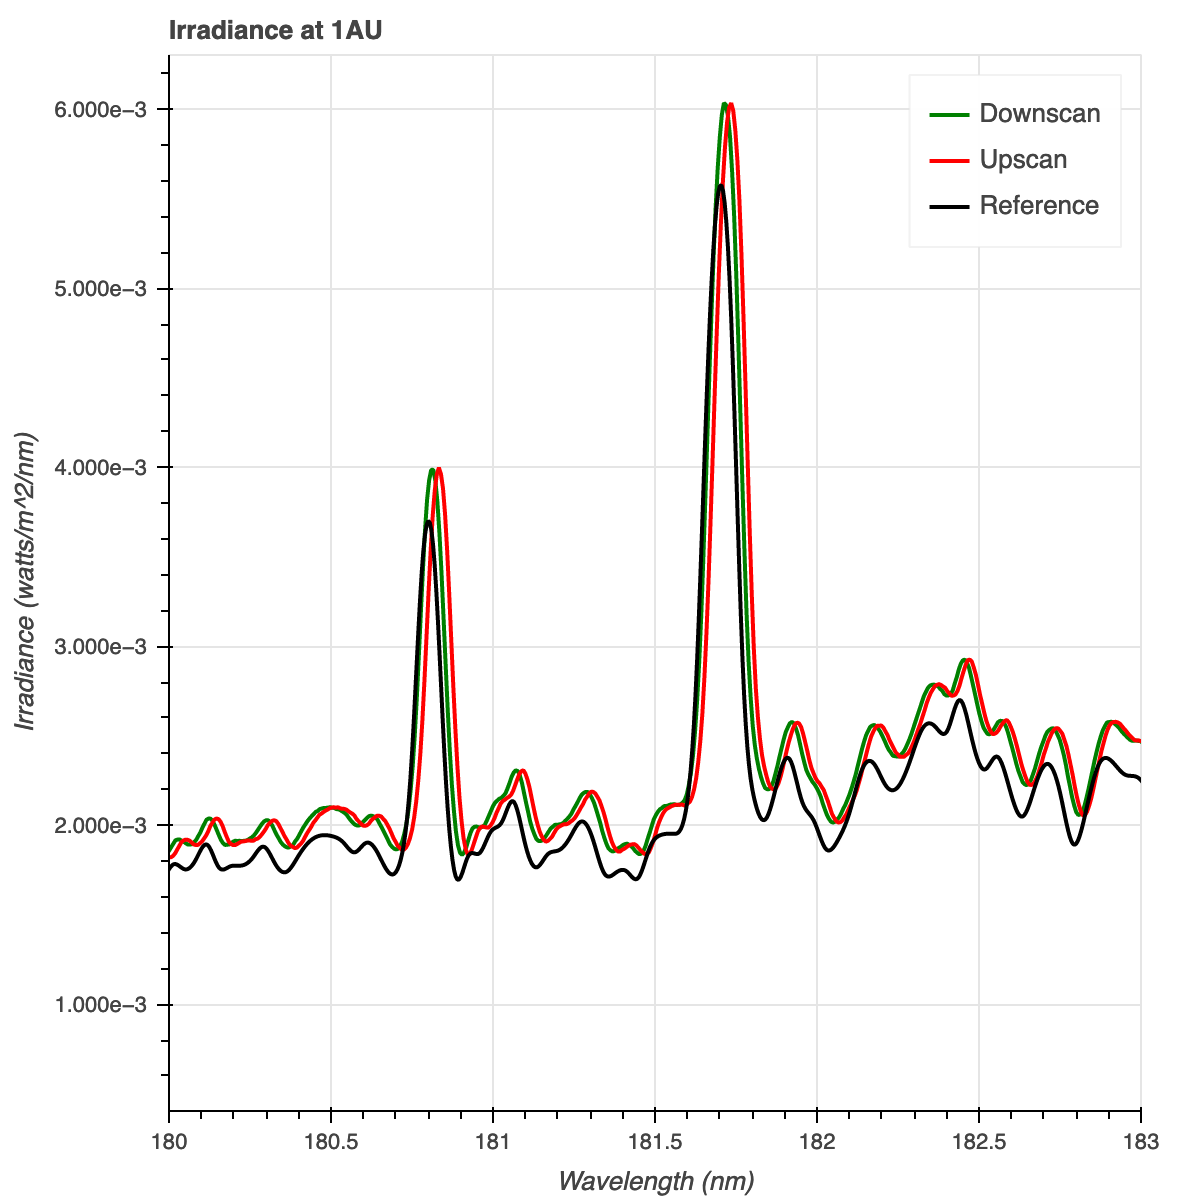 Irradiance at 1AU
Downscan
Upscan
Reference
6.000e−3
5.000e−3
4.000e−3
3.000e−3
2.000e−3
1.000e−3
Irradiance (watts/m^2/nm)
180
180.5
181
181.5
182
182.5
183
Wavelength (nm)